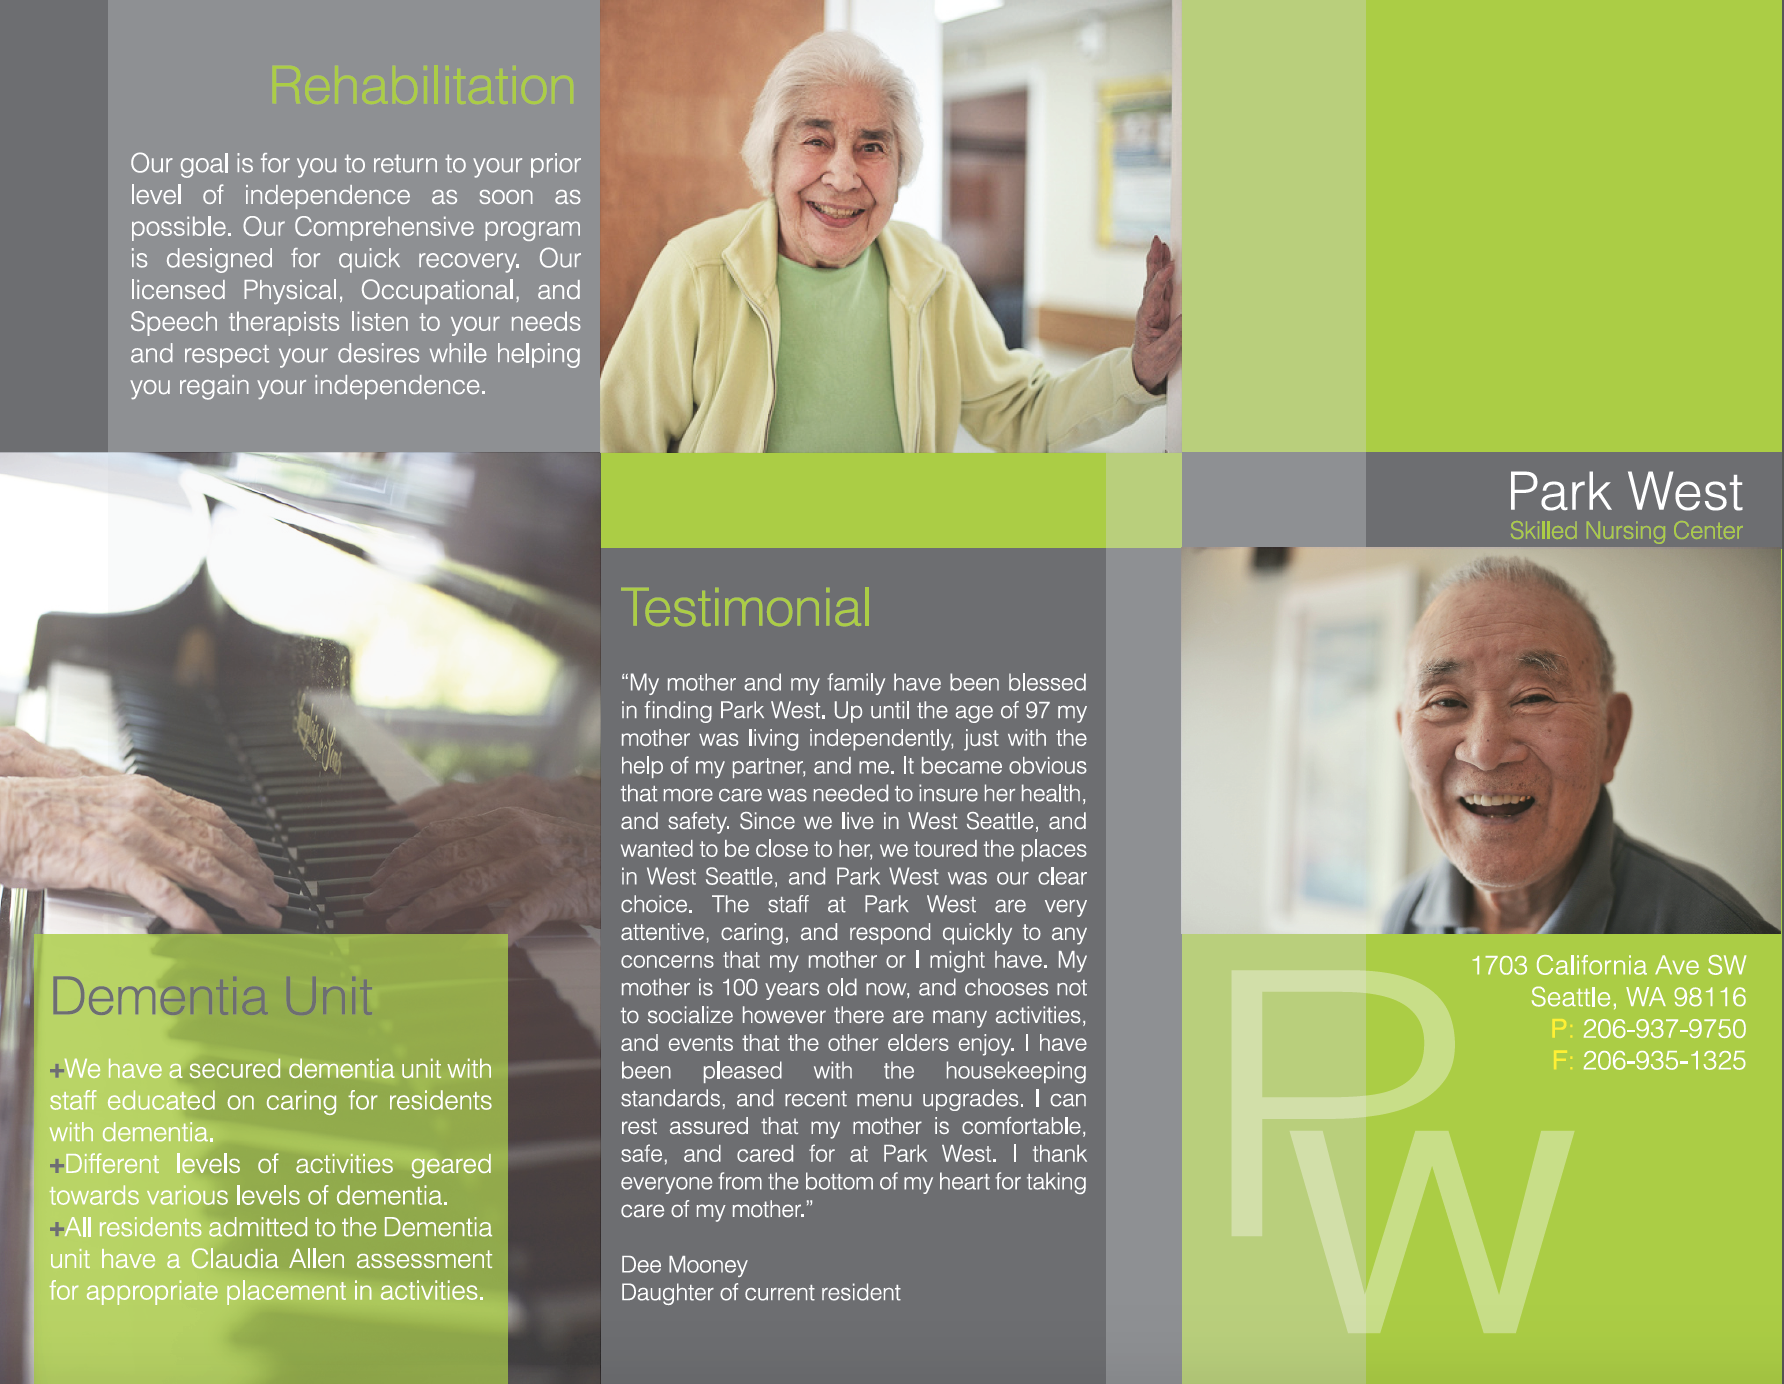 Rehabilitation
Our goal is for you to return to your prior
level of independence as soon as
possible. Our Comprehensive program
is designed for quick recovery. Our
licensed Physical, Occupational, and
Speech therapists listen to your needs
and respect your desires while helping
you regain your independence.
Dementia Unit
+We have a secured dementia unit with
staff educated on caring for residents
with dementia.
+Different levels of activities geared
towards various levels of dementia.
+All residents admitted to the Dementia
unit have a Claudia Allen assessment
for appropriate placement in activities.
Testimonial
“My mother and my family have been blessed
in finding Park West. Up until the age of 97 my
mother was living independently, just with the
help of my partner, and me. It became obvious
that more care was needed to insure her health,
and safety. Since we live in West Seattle, and
wanted to be close to her, we toured the places
in West Seattle, and Park West was our clear
choice. The staff at Park West are very
attentive, caring, and respond quickly to any
concerns that my mother or I might have. My
mother is 100 years old now, and chooses not
to socialize however there are many activities,
and events that the other elders enjoy. I have
been pleased with the housekeeping
standards, and recent menu upgrades. I can
rest assured that my mother is comfortable,
safe, and cared for at Park West. I thank
everyone from the bottom of my heart for taking
care of my mother.”
Dee Mooney
Daughter of current resident
Park West
Skilled Nursing Center
1703 California Ave SW
Seattle, WA 98116
P: 206-937-9750
F: 206-935-1325
PW